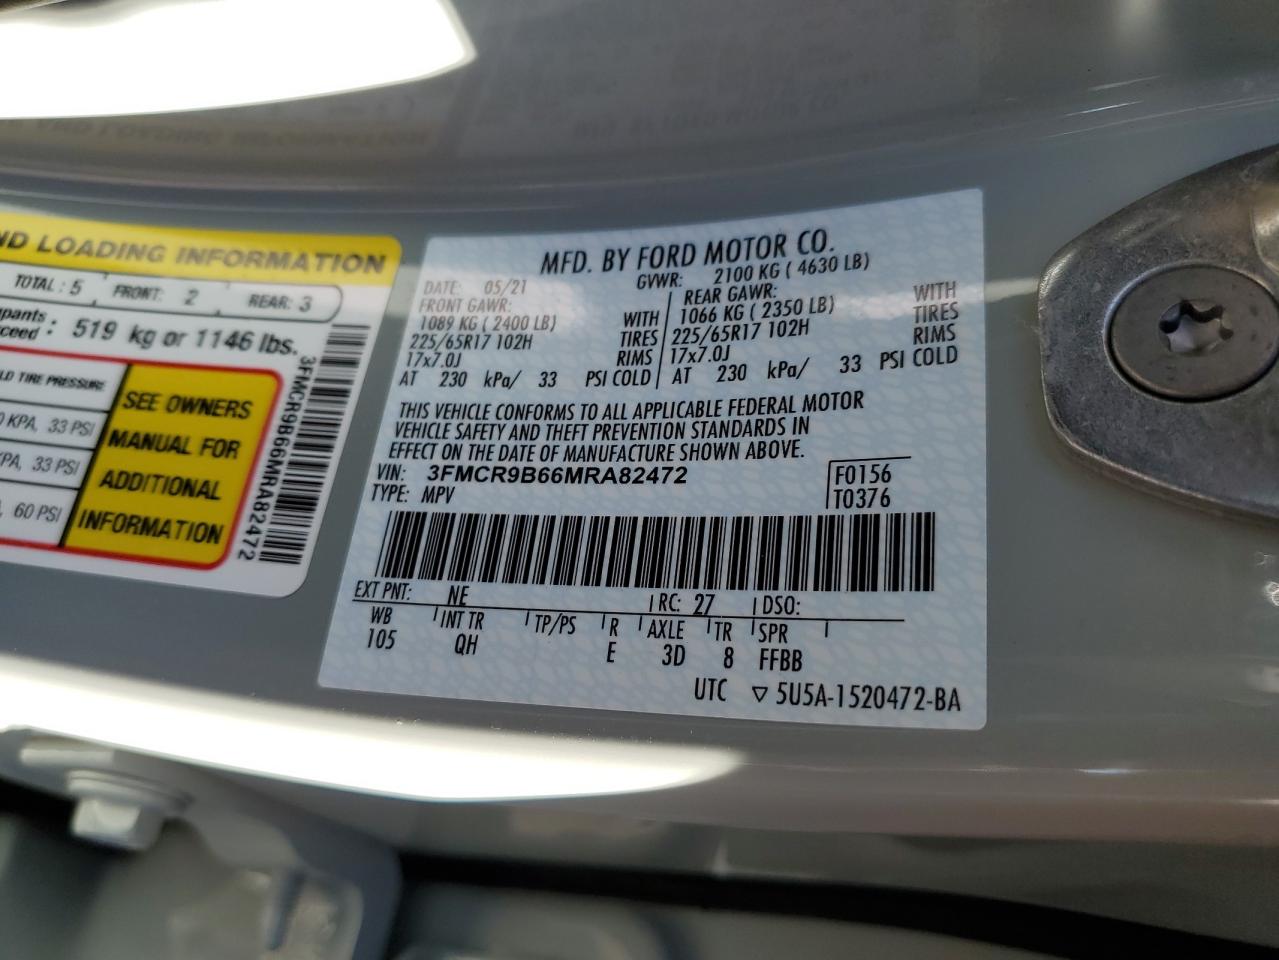 ND LOADING INFORMATION
TOTAL: 5 FRONT: 2 REAR: 3
pants
ceed: 519 kg or 1146 lbs.
LD TIRE PRESSURE
0 KPA, 33 PSI
KPA, 33 PSI
, 60 PSI
SEE OWNERS
MANUAL FOR
ADDITIONAL
INFORMATION
3FMCR9B66MRA82472
MFD. BY FORD MOTOR CO.
DATE: 05/21 GVWR: 2100 KG ( 4630 LB)
FRONT GAWR: REAR GAWR:
1089 KG ( 2400 LB) WITH 1066 KG ( 2350 LB) WITH
225/65R17 102H TIRES 225/65R17 102H TIRES
17x7.0J RIMS 17x7.0J RIMS
AT 230 kPa/ 33 PSI COLD AT 230 kPa/ 33 PSI COLD
THIS VEHICLE CONFORMS TO ALL APPLICABLE FEDERAL MOTOR
VEHICLE SAFETY AND THEFT PREVENTION STANDARDS IN
EFFECT ON THE DATE OF MANUFACTURE SHOWN ABOVE.
VIN: 3FMCR9B66MRA82472 F0156
TYPE: MPV T0376
EXT PNT: NE RC: 27 DSO:
WB INT TR TP/PS R AXLE TR SPR
105 QH E 3D 8 FFBB
UTC ▽ 5U5A-1520472-BA